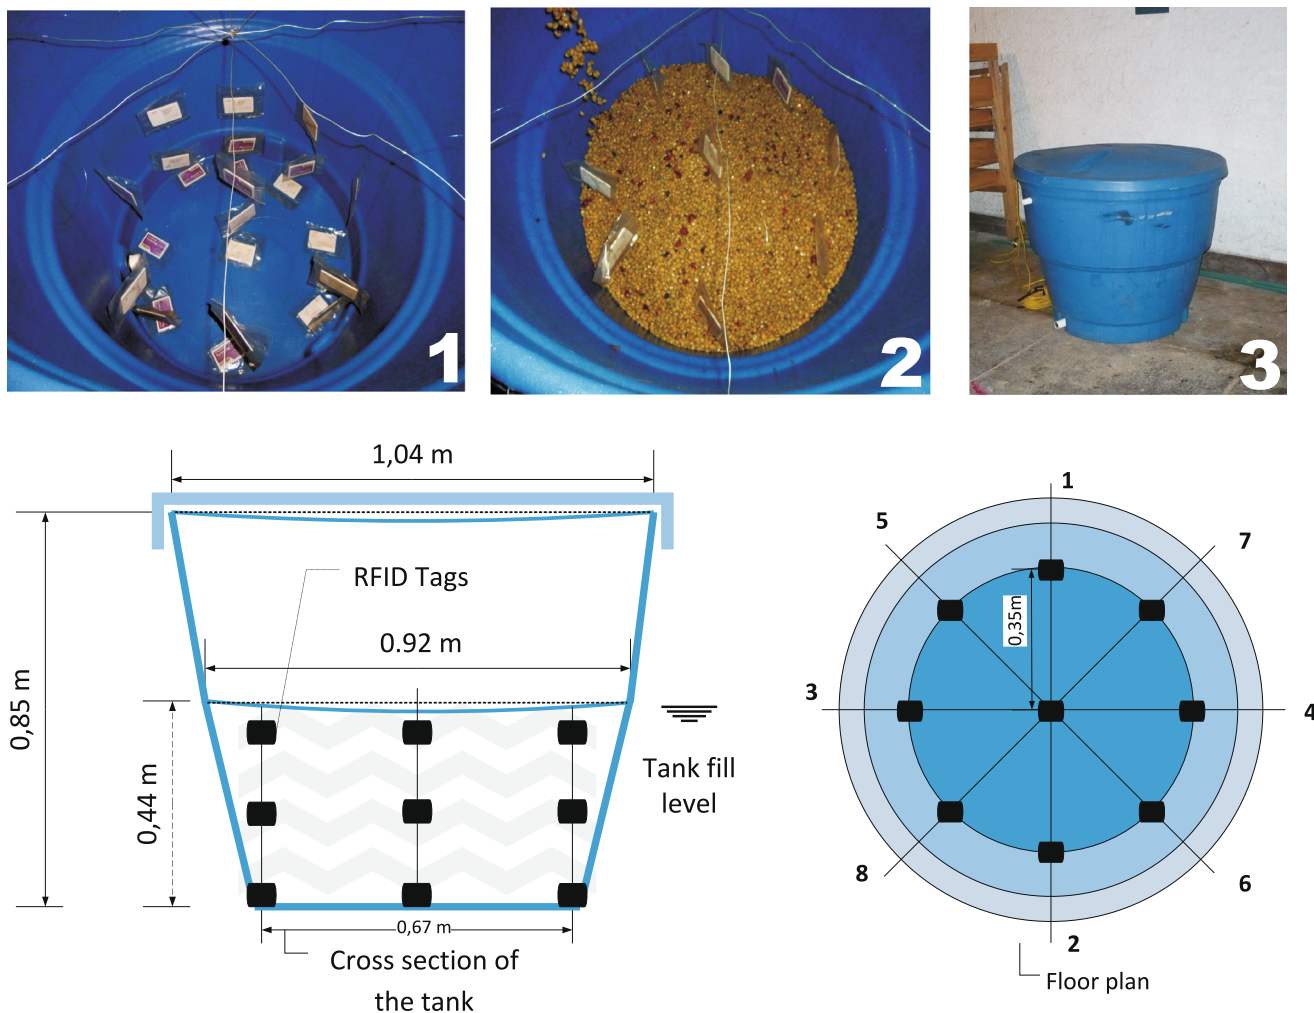 1
2
3
1,04 m
RFID Tags
0.92 m
0,85 m
0,44 m
Tank fill
level
0,67 m
Cross section of
the tank
1
5
7
0,35m
3
4
8
6
2
Floor plan